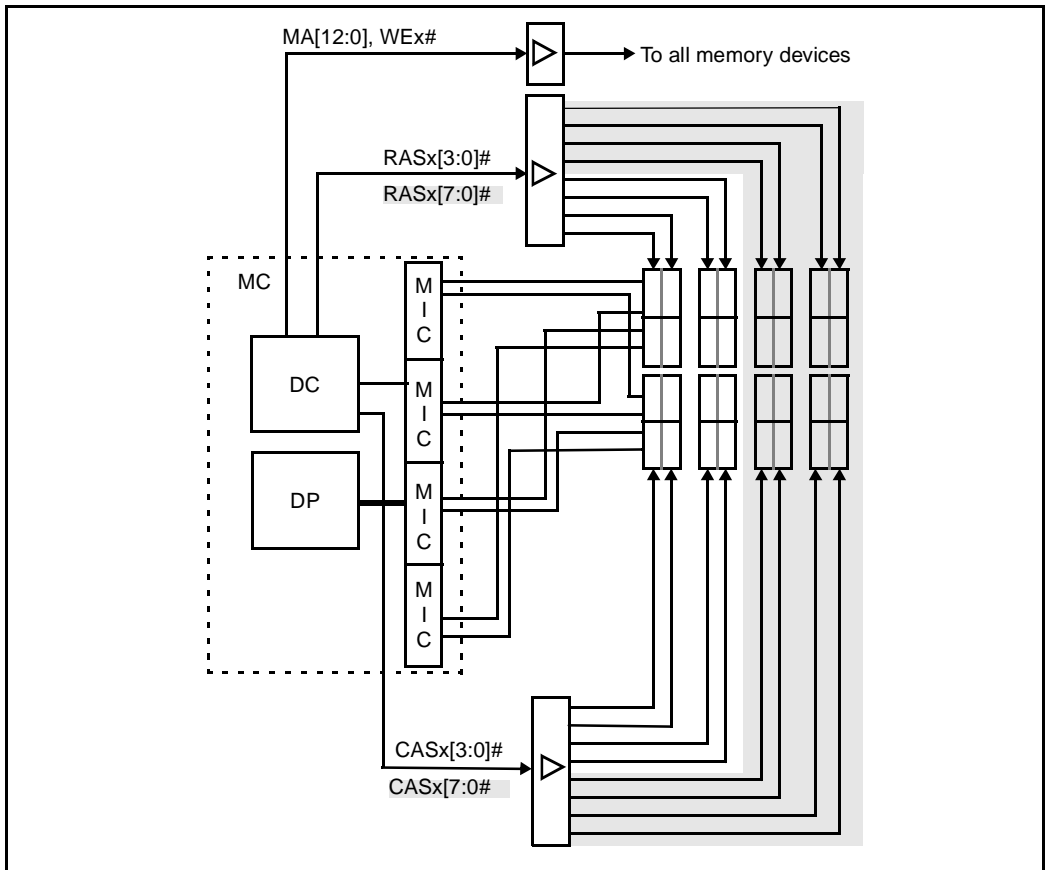 MA[12:0], WEx#
To all memory devices
RASx[3:0]#
RASx[7:0]#
MC
M
I
C
DC
M
I
C
DP
M
I
C
M
I
C
CASx[3:0]#
CASx[7:0#